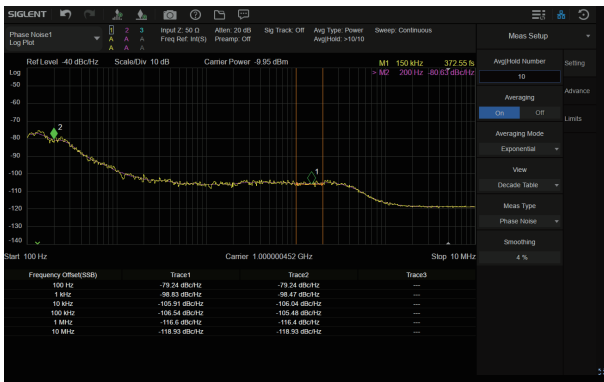 SIGLENT
Phase Noise1
Log Plot
1 2 3
A A A
A A A
Input Z: 50 Ω Atten: 20 dB Sig Track: Off Avg Type: Power Sweep: Continuous
Freq Ref: Int(S) Preamp: Off Avg|Hold: >10/10
Meas Setup
Ref Level -40 dBc/Hz Scale/Div 10 dB Carrier Power -9.95 dBm M1 150 kHz 372.55 fs
> M2 200 Hz -80.63 dBc/Hz
Log
-50
-60
-70
-80
-90
-100
-110
-120
-130
-140
2
1
Start 100 Hz Carrier 1.000000452 GHz Stop 10 MHz
Frequency Offset(SSB) Trace1 Trace2 Trace3
100 Hz -79.24 dBc/Hz -79.24 dBc/Hz ---
1 kHz -98.83 dBc/Hz -98.47 dBc/Hz ---
10 kHz -105.91 dBc/Hz -106.04 dBc/Hz ---
100 kHz -106.54 dBc/Hz -105.48 dBc/Hz ---
1 MHz -116.6 dBc/Hz -116.4 dBc/Hz ---
10 MHz -118.93 dBc/Hz -118.93 dBc/Hz ---
Avg|Hold Number
10
Averaging
On Off
Averaging Mode
Exponential
View
Decade Table
Meas Type
Phase Noise
Smoothing
4 %
Setting
Advance
Limits